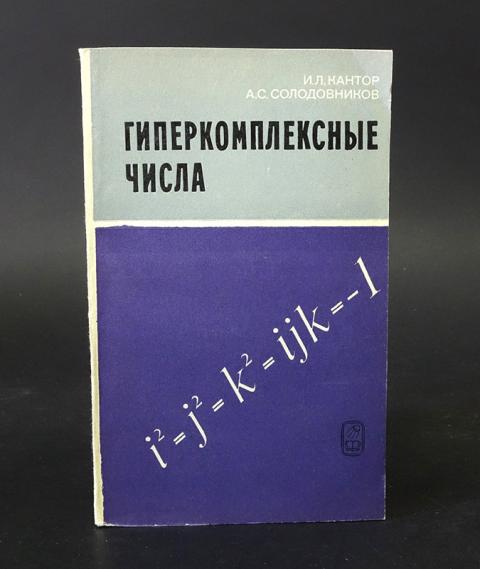 И.Л. КАНТОР
А.С. СОЛОДОВНИКОВ
ГИПЕРКОМПЛЕКСНЫЕ
ЧИСЛА
i² = j² = k² = ijk = -1